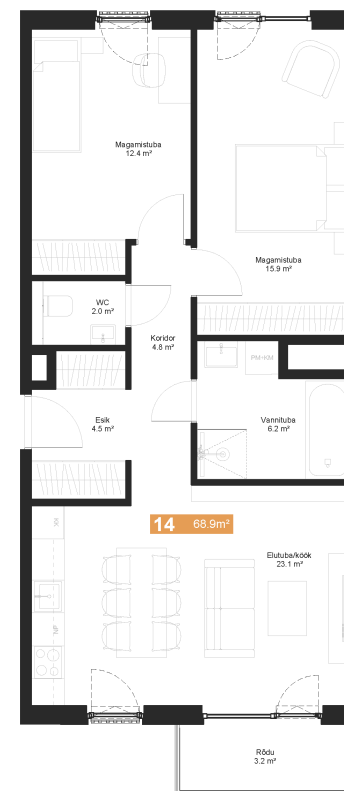 Magamistuba
12.4 m²
Magamistuba
15.9 m²
WC
2.0 m²
Koridor
4.8 m²
PM+KM
Esik
4.5 m²
Vannituba
6.2 m²
14 68.9m²
Elutuba/köök
23.1 m²
Rõdu
3.2 m²